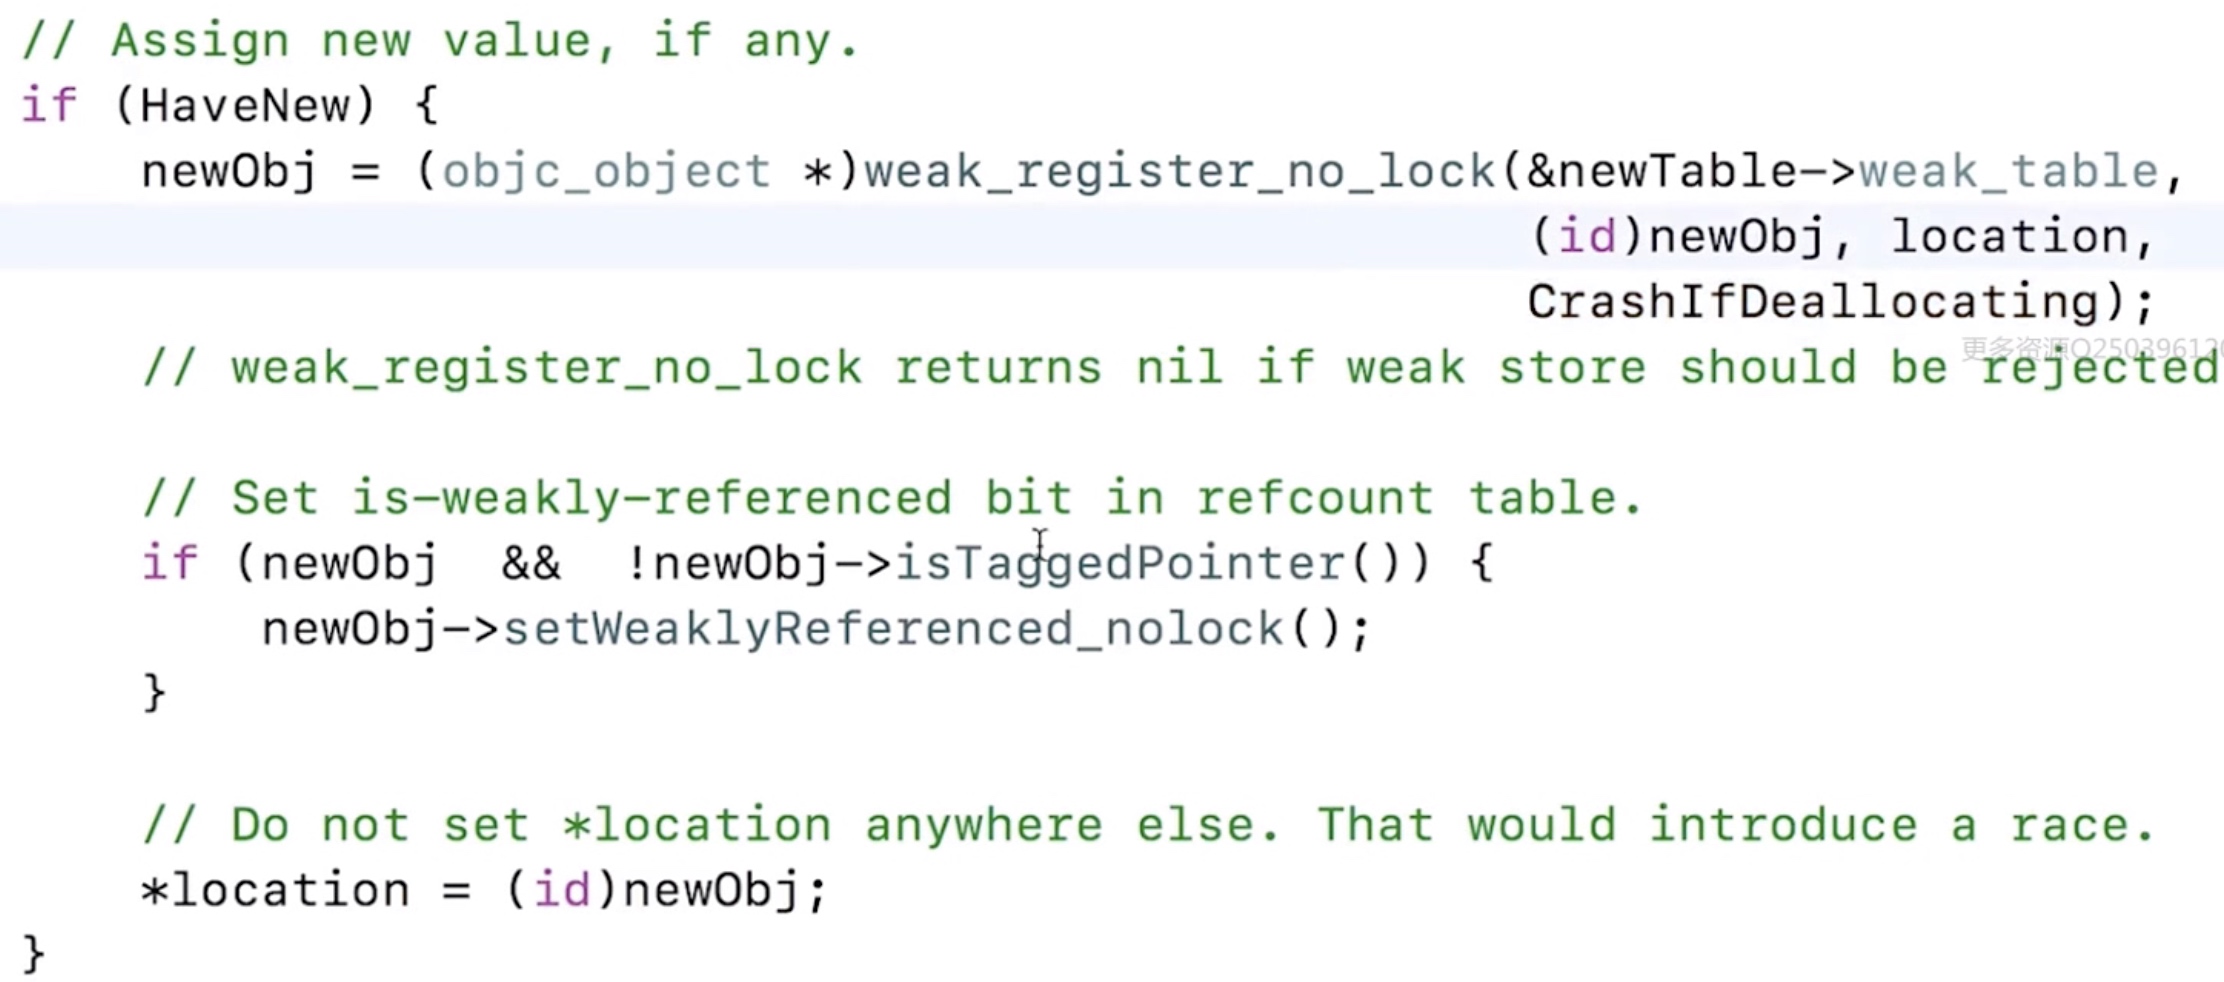 // Assign new value, if any.
if (HaveNew) {
    newObj = (objc_object *)weak_register_no_lock(&newTable->weak_table,
                                                  (id)newObj, location,
                                                  CrashIfDeallocating);
更多资源Q25039612
    // weak_register_no_lock returns nil if weak store should be rejected

    // Set is-weakly-referenced bit in refcount table.
    if (newObj  &&  !newObj->isTaggedPointer()) {
        newObj->setWeaklyReferenced_nolock();
    }

    // Do not set *location anywhere else. That would introduce a race.
    *location = (id)newObj;
}